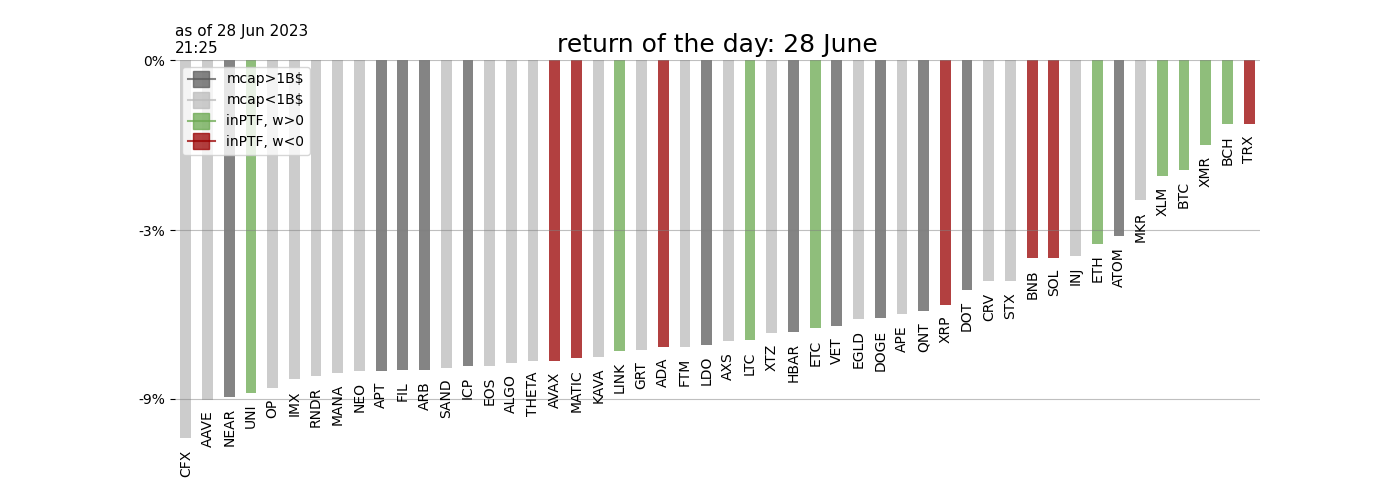 as of 28 Jun 2023
21:25
return of the day: 28 June
0%
-3%
-9%
mcap>1B$
mcap<1B$
inPTF, w>0
inPTF, w<0
CFX
AAVE
NEAR
UNI
OP
IMX
RNDR
MANA
NEO
APT
FIL
ARB
SAND
ICP
EOS
ALGO
THETA
AVAX
MATIC
KAVA
LINK
GRT
ADA
FTM
LDO
AXS
LTC
XTZ
HBAR
ETC
VET
EGLD
DOGE
APE
QNT
XRP
DOT
CRV
STX
BNB
SOL
INJ
ETH
ATOM
MKR
XLM
BTC
XMR
BCH
TRX